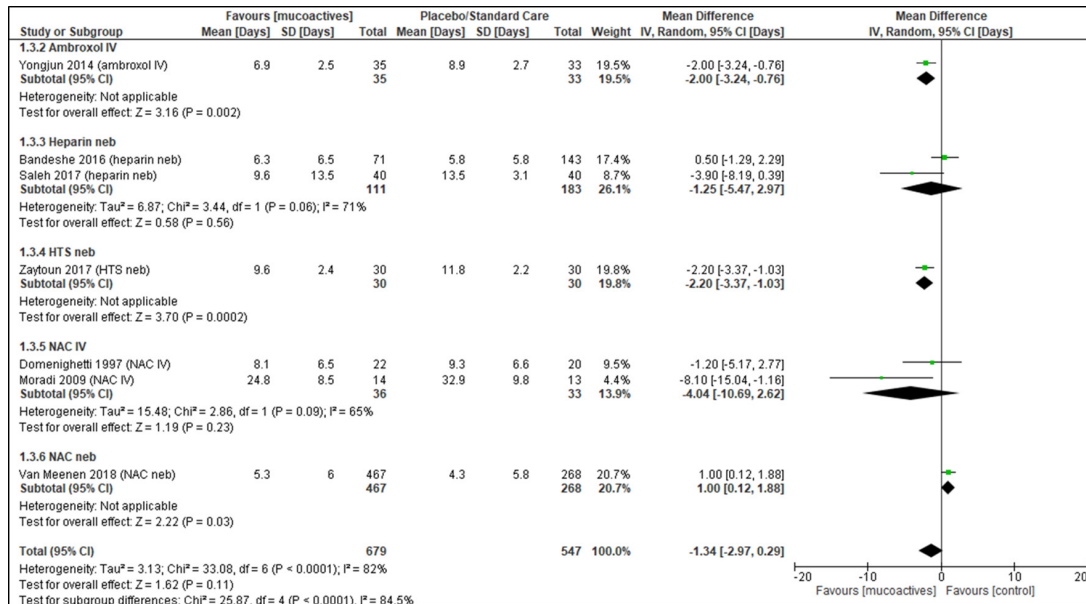 Favours [mucoactives] Placebo/Standard Care Mean Difference Mean Difference
Study or Subgroup Mean [Days] SD [Days] Total Mean [Days] SD [Days] Total Weight IV, Random, 95% CI [Days] IV, Random, 95% CI [Days]
1.3.2 Ambroxol IV
Yongjun 2014 (ambroxol IV) 6.9 2.5 35 8.9 2.7 33 19.5% -2.00 [-3.24, -0.76]
Subtotal (95% CI) 35 33 19.5% -2.00 [-3.24, -0.76]
Heterogeneity: Not applicable
Test for overall effect: Z = 3.16 (P = 0.002)
1.3.3 Heparin neb
Bandeshe 2016 (heparin neb) 6.3 6.5 71 5.8 5.8 143 17.4% 0.50 [-1.29, 2.29]
Saleh 2017 (heparin neb) 9.6 13.5 40 13.5 3.1 40 8.7% -3.90 [-8.19, 0.39]
Subtotal (95% CI) 111 183 26.1% -1.25 [-5.47, 2.97]
Heterogeneity: Tau² = 6.87; Chi² = 3.44, df = 1 (P = 0.06); I² = 71%
Test for overall effect: Z = 0.58 (P = 0.56)
1.3.4 HTS neb
Zaytoun 2017 (HTS neb) 9.6 2.4 30 11.8 2.2 30 19.8% -2.20 [-3.37, -1.03]
Subtotal (95% CI) 30 30 19.8% -2.20 [-3.37, -1.03]
Heterogeneity: Not applicable
Test for overall effect: Z = 3.70 (P = 0.0002)
1.3.5 NAC IV
Domenighetti 1997 (NAC IV) 8.1 6.5 22 9.3 6.6 20 9.5% -1.20 [-5.17, 2.77]
Moradi 2009 (NAC IV) 24.8 8.5 14 32.9 9.8 13 4.4% -8.10 [-15.04, -1.16]
Subtotal (95% CI) 36 33 13.9% -4.04 [-10.69, 2.62]
Heterogeneity: Tau² = 15.48; Chi² = 2.86, df = 1 (P = 0.09); I² = 65%
Test for overall effect: Z = 1.19 (P = 0.23)
1.3.6 NAC neb
Van Meenen 2018 (NAC neb) 5.3 6 467 4.3 5.8 268 20.7% 1.00 [0.12, 1.88]
Subtotal (95% CI) 467 268 20.7% 1.00 [0.12, 1.88]
Heterogeneity: Not applicable
Test for overall effect: Z = 2.22 (P = 0.03)
Total (95% CI) 679 547 100.0% -1.34 [-2.97, 0.29]
Heterogeneity: Tau² = 3.13; Chi² = 33.08, df = 6 (P < 0.0001); I² = 82%
Test for overall effect: Z = 1.62 (P = 0.11)
Test for subgroup differences: Chi² = 25.87, df = 4 (P < 0.0001), I² = 84.5%
-20 -10 0 10 20
Favours [mucoactives] Favours [control]